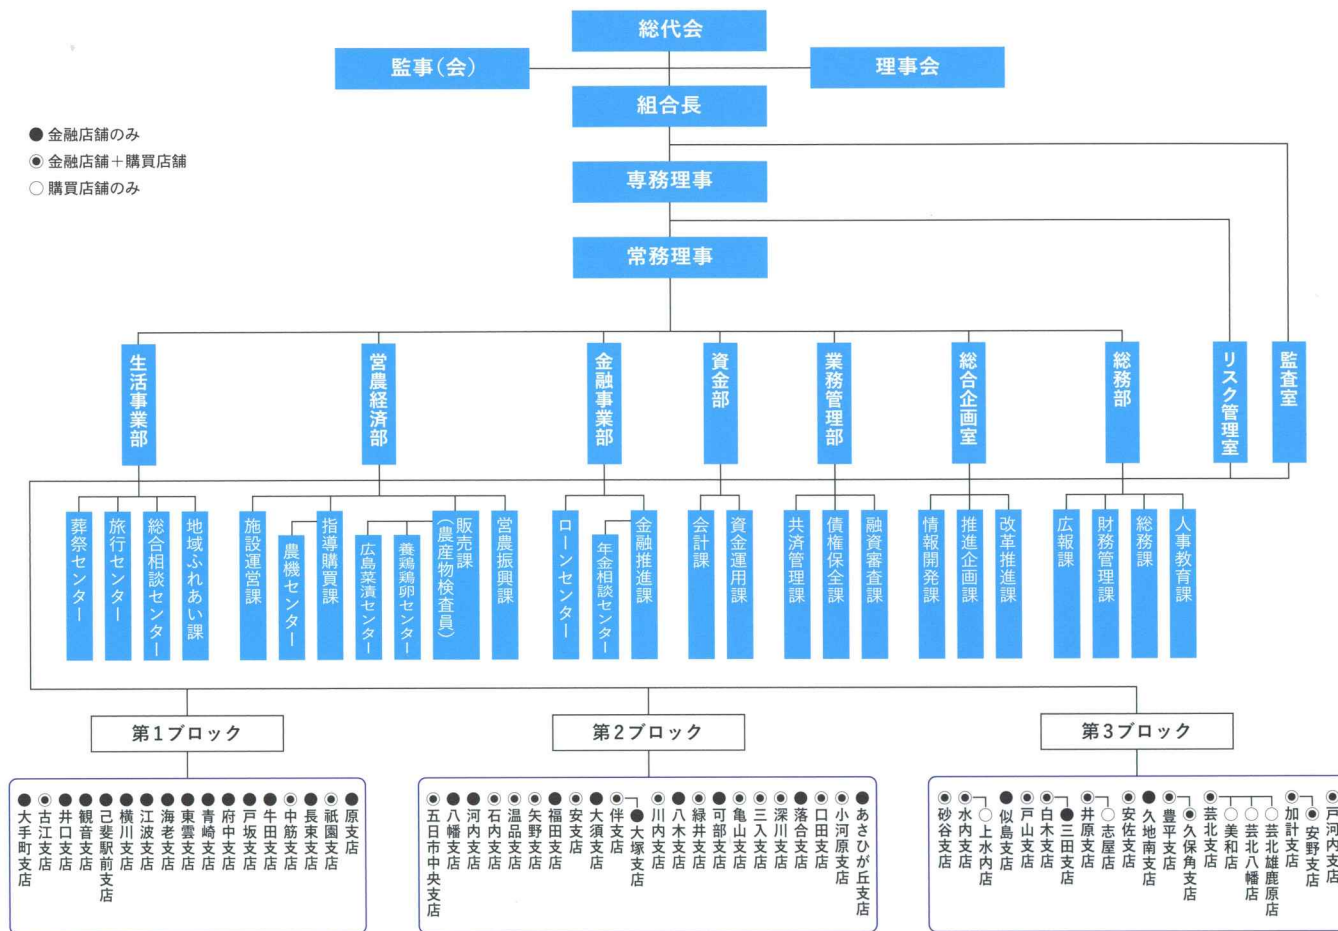 総代会
監事（会）
理事会
組合長
● 金融店舗のみ
◉ 金融店舗＋購買店舗
○ 購買店舗のみ
専務理事
常務理事
生活事業部
営農経済部
金融事業部
資金部
業務管理部
総合企画室
総務部
リスク管理室
監査室
葬祭センター
旅行センター
総合相談センター
地域ふれあい課
施設運営課
農機センター
指導購買課
広島菜漬センター
養鶏鶏卵センター
販売課
（農産物検査員）
営農振興課
ローンセンター
年金相談センター
金融推進課
会計課
資金運用課
共済管理課
債権保全課
融資審査課
情報開発課
推進企画課
改革推進課
広報課
財務管理課
総務課
人事教育課
第1ブロック
第2ブロック
第3ブロック
● 大手町支店
◉ 古江支店
● 井口支店
● 観音支店
● 己斐駅前支店
● 横川支店
● 江波支店
● 海老支店
● 東雲支店
● 青崎支店
● 府中支店
● 戸坂支店
● 牛田支店
◉ 中筋支店
● 長束支店
◉ 祇園支店
● 原支店
◉ 五日市中央支店
● 八幡支店
● 河内支店
◉ 石内支店
◉ 温品支店
◉ 矢野支店
● 福田支店
◉ 安支店
● 大須支店
◉ 伴支店
● 大塚支店
◉ 川内支店
● 八木支店
◉ 緑井支店
● 可部支店
◉ 亀山支店
◉ 三入支店
◉ 深川支店
● 落合支店
◉ 口田支店
◉ 小河原支店
● あさひが丘支店
◉ 砂谷支店
◉ 水内支店
○ 上水内店
● 似島支店
◉ 戸山支店
◉ 白木支店
● 三田支店
◉ 井原支店
○ 志屋店
◉ 安佐支店
● 久地南支店
◉ 豊平支店
◉ 久保角支店
◉ 芸北支店
○ 美和店
○ 芸北八幡店
○ 芸北雄鹿原店
◉ 加計支店
◉ 安野支店
◉ 戸河内支店